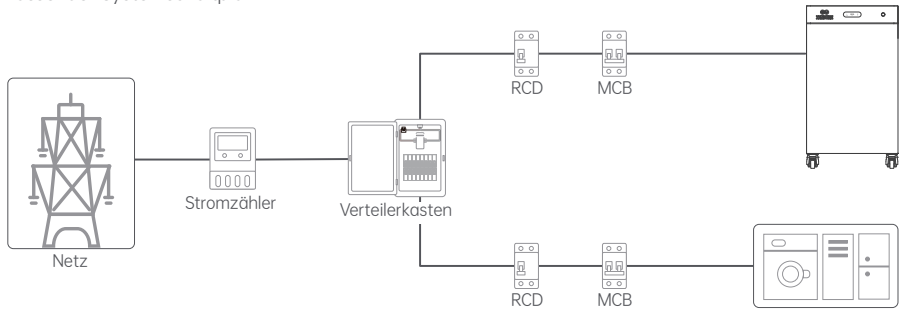 RCD
MCB
Stromzähler
Verteilerkasten
Netz
RCD
MCB